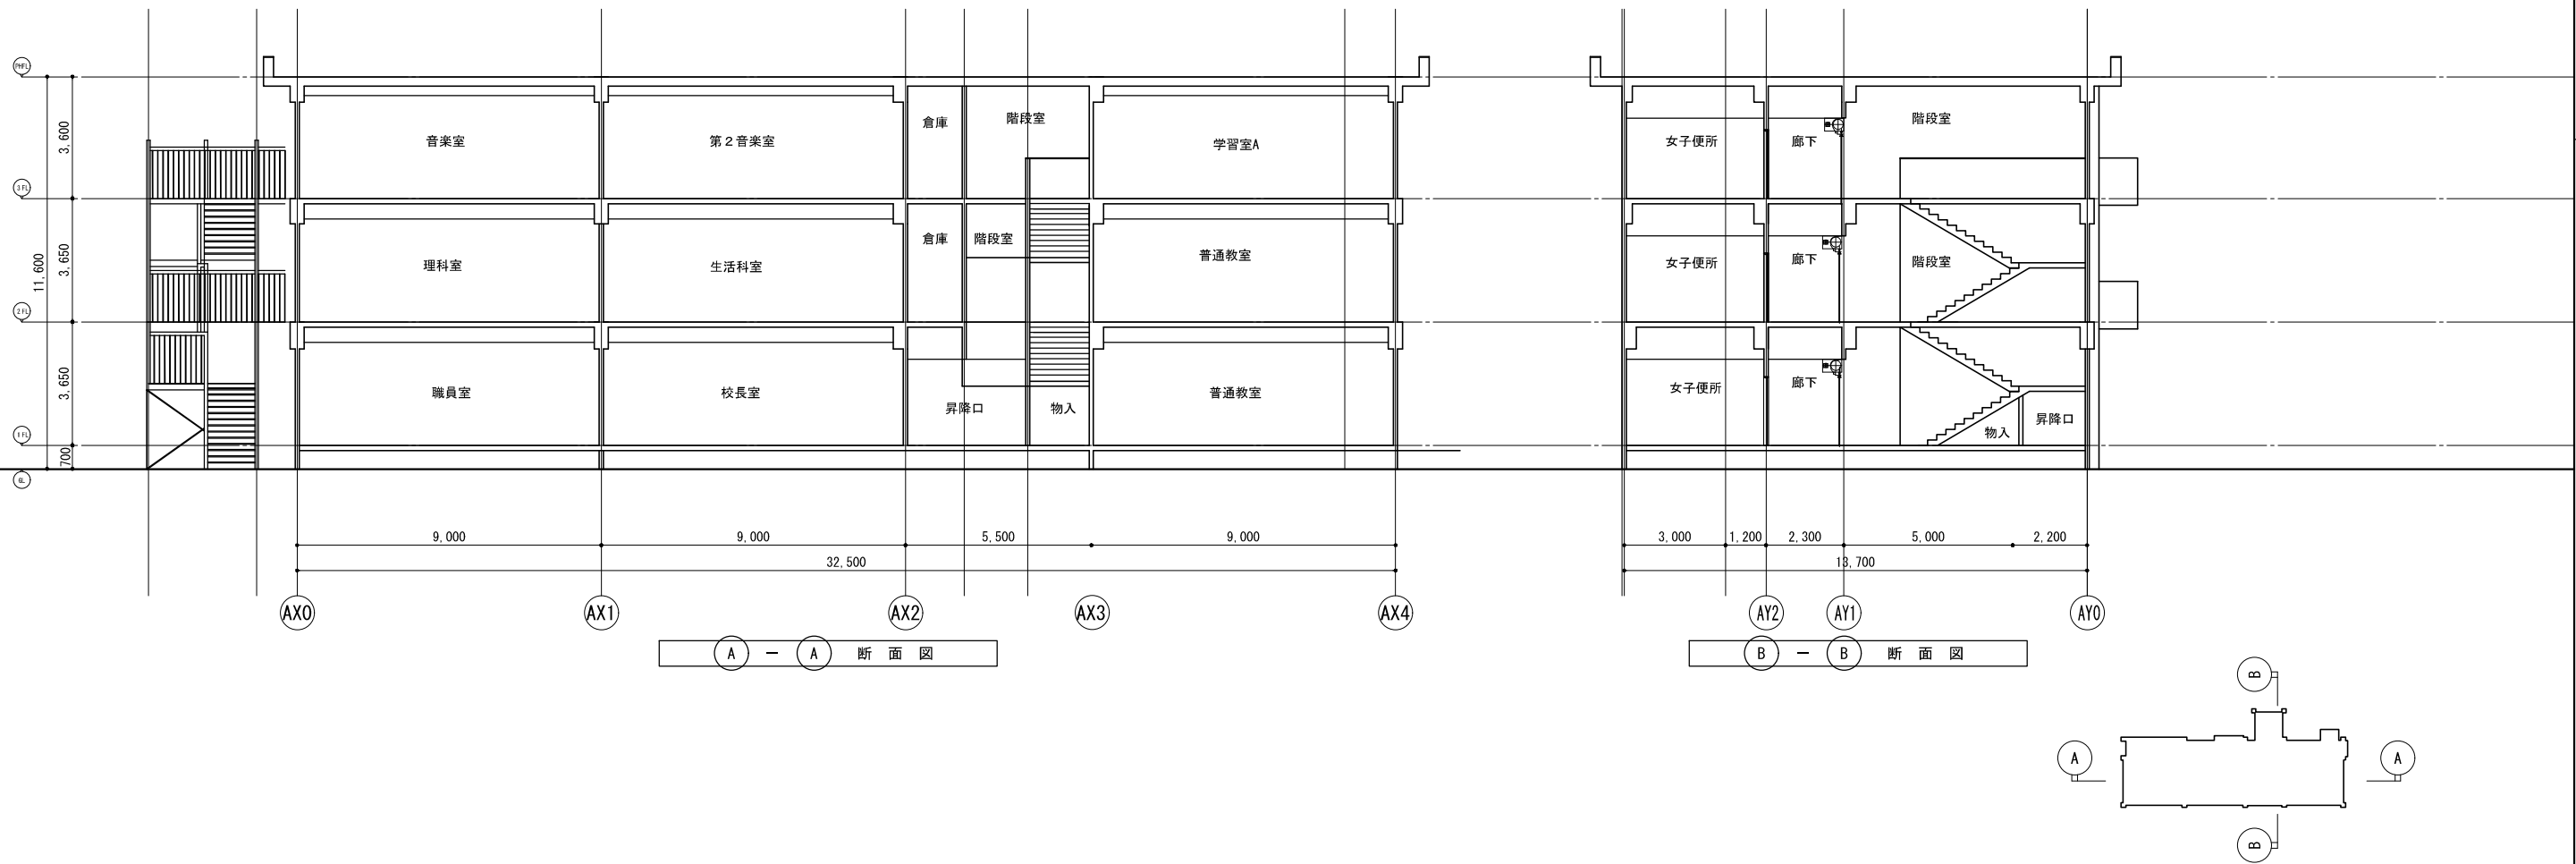 PHFL
3,600
音楽室
第2音楽室
倉庫
階段室
学習室A
女子便所
廊下
階段室
3FL
11,600
3,650
理科室
生活科室
倉庫
階段室
普通教室
女子便所
廊下
階段室
2FL
3,650
職員室
校長室
昇降口
物入
普通教室
女子便所
廊下
物入
昇降口
1FL
700
GL
9,000
9,000
5,500
9,000
32,500
3,000
1,200
2,300
5,000
2,200
13,700
AX0
AX1
AX2
AX3
AX4
AY2
AY1
AY0
A － A 断面図
B － B 断面図
B
A
A
B